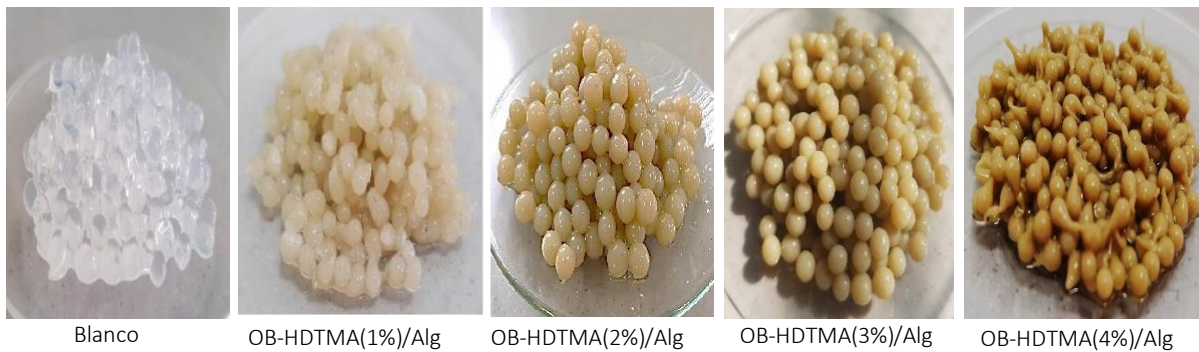 Blanco
OB-HDTMA(1%)/Alg
OB-HDTMA(2%)/Alg
OB-HDTMA(3%)/Alg
OB-HDTMA(4%)/Alg